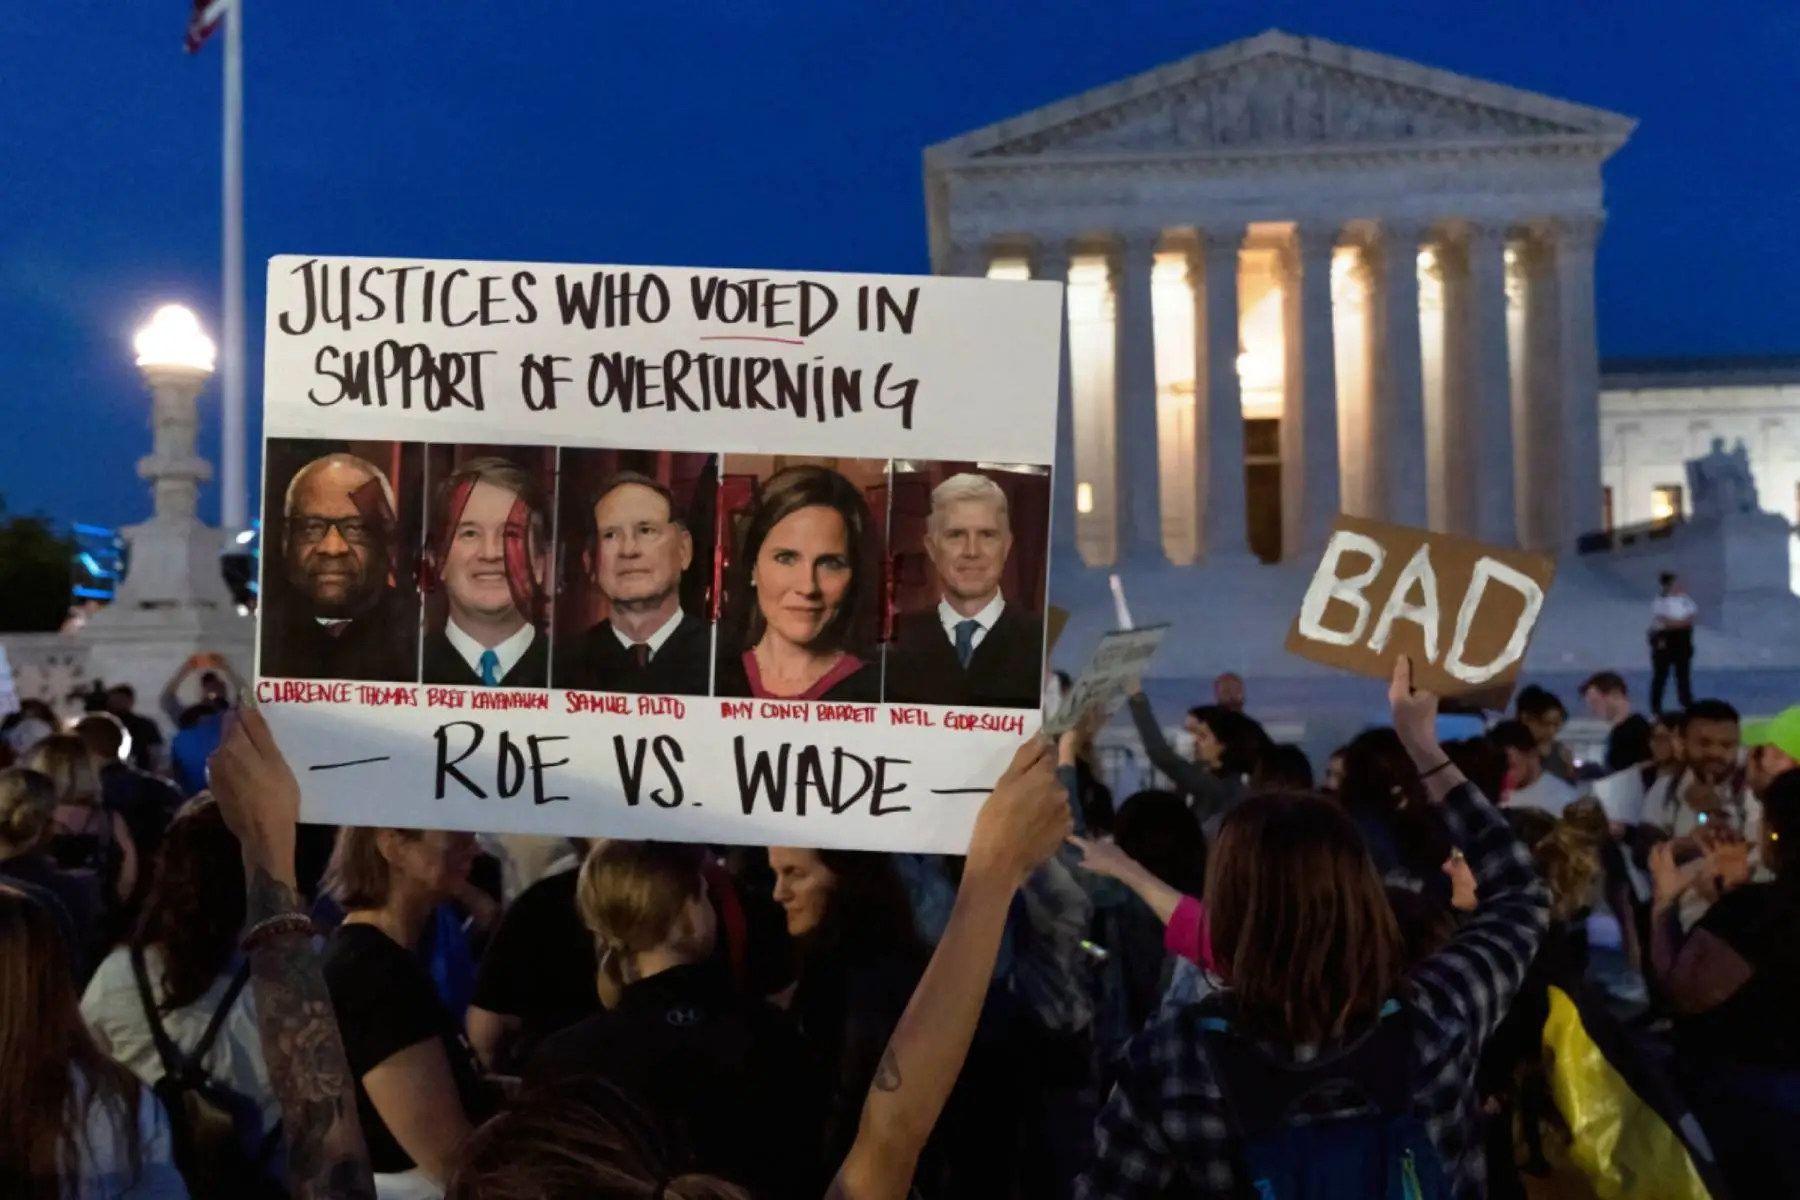 JUSTICES WHO VOTED IN
SUPPORT OF OVERTURNING
CLARENCE THOMAS BRETT KAVANAUGH SAMUEL ALITO AMY CONEY BARRETT NEIL GORSUCH
— ROE VS. WADE —
BAD